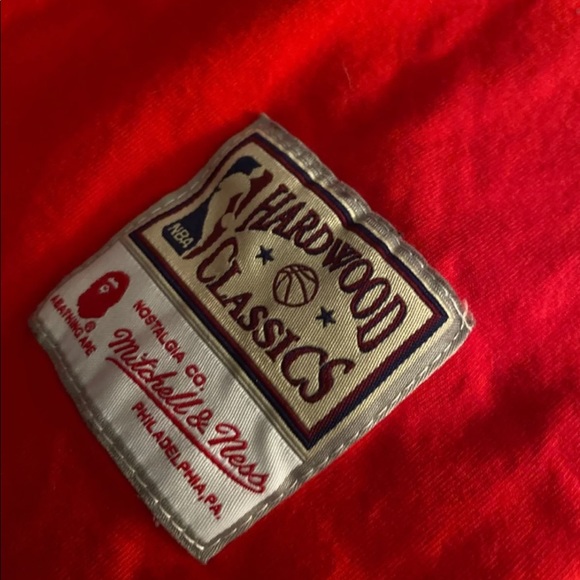 NBA
HARDWOOD
CLASSICS
®
A BATHING APE
NOSTALGIA CO.
Mitchell & Ness
PHILADELPHIA, PA.